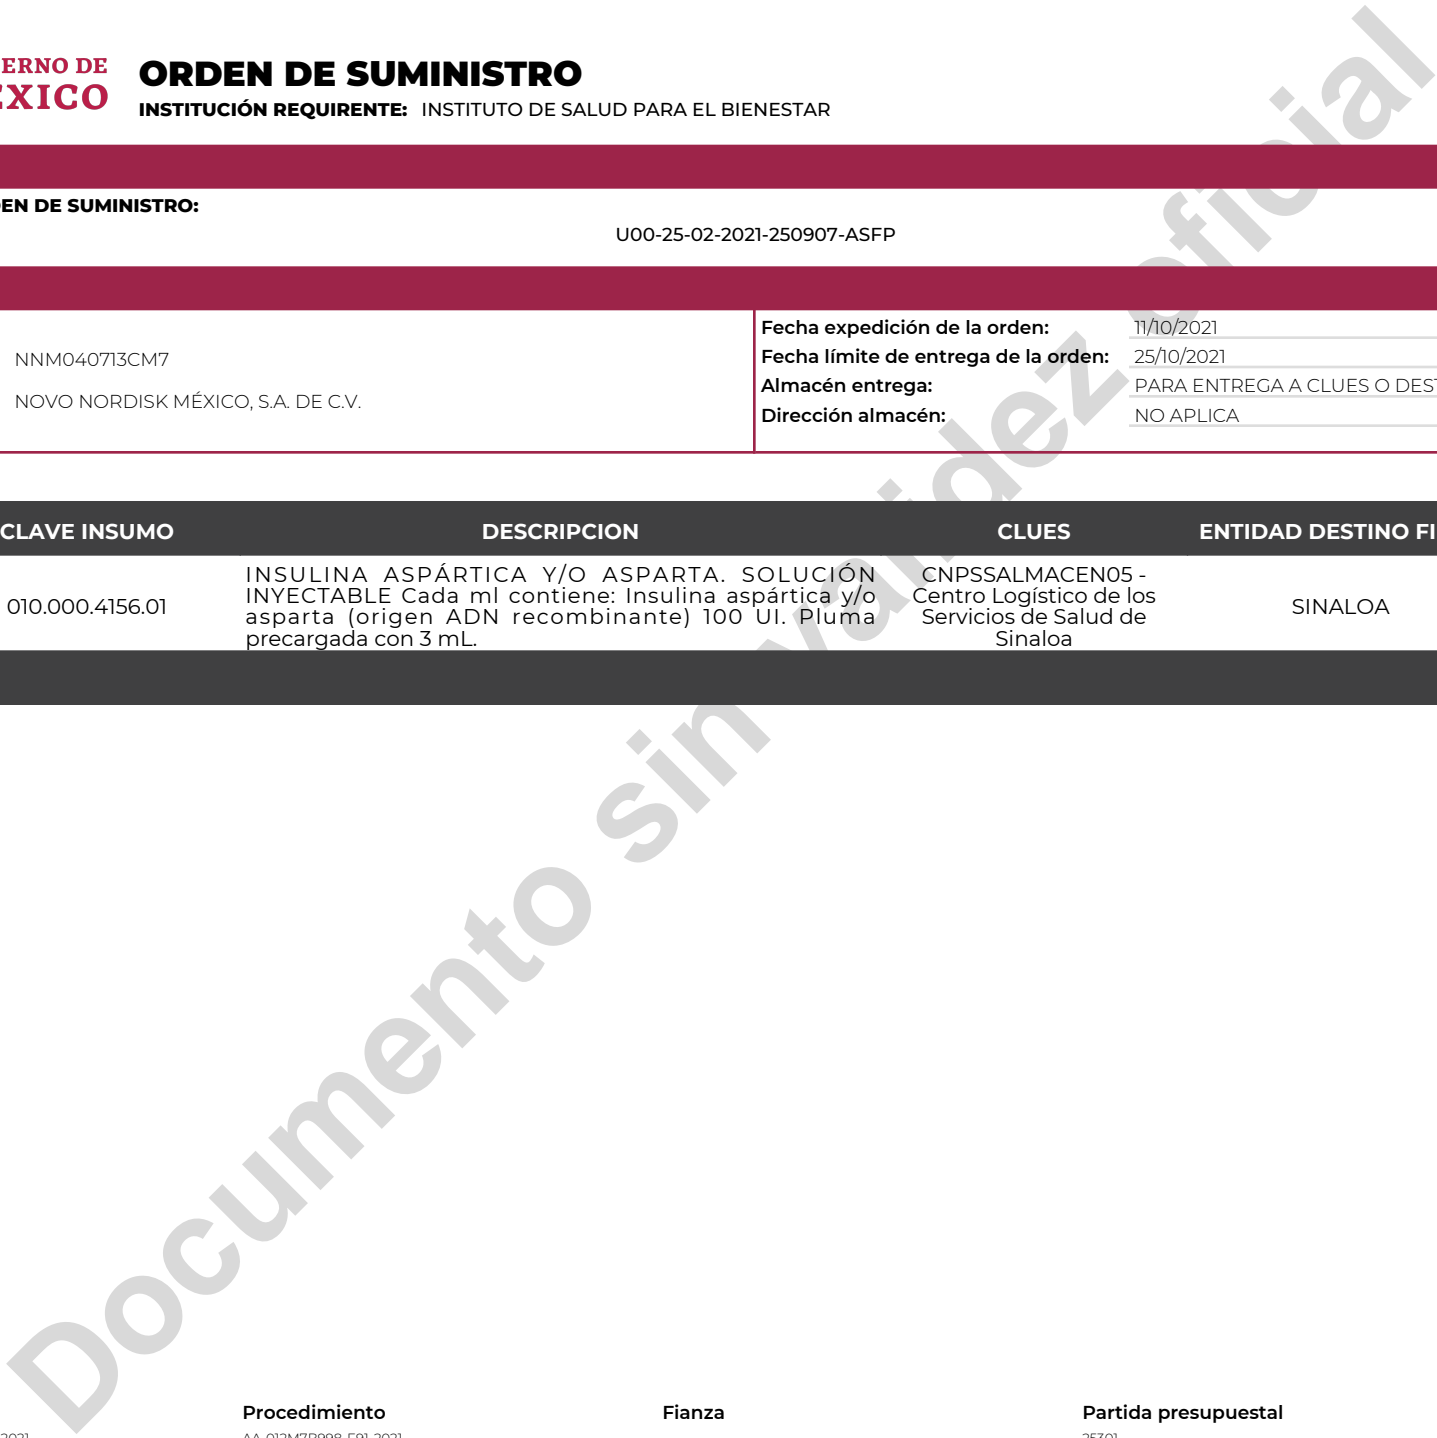 ERNO DE
ORDEN DE SUMINISTRO
INSTITUCIÓN REQUIRENTE: INSTITUTO DE SALUD PARA EL BIENESTAR
EN DE SUMINISTRO:
U00-25-02-2021-250907-ASFP
NNM040713CM7
NOVO NORDISK MÉXICO, S.A. DE C.V.
Fecha expedición de la orden: 11/10/2021
Fecha límite de entrega de la orden: 25/10/2021
Almacén entrega: PARA ENTREGA A CLUES O DEST
Dirección almacén: NO APLICA
CLAVE INSUMO DESCRIPCION CLUES ENTIDAD DESTINO FI
INSULINA ASPÁRTICA Y/O ASPARTA. SOLUCIÓN
INYECTABLE Cada ml contiene: Insulina aspártica y/o
asparta (origen ADN recombinante) 100 UI. Pluma
precargada con 3 mL.
010.000.4156.01
CNPSSALMACEN05 -
Centro Logístico de los
Servicios de Salud de
Sinaloa
SINALOA
Documento sin validez oficial
Procedimiento Fianza Partida presupuestal